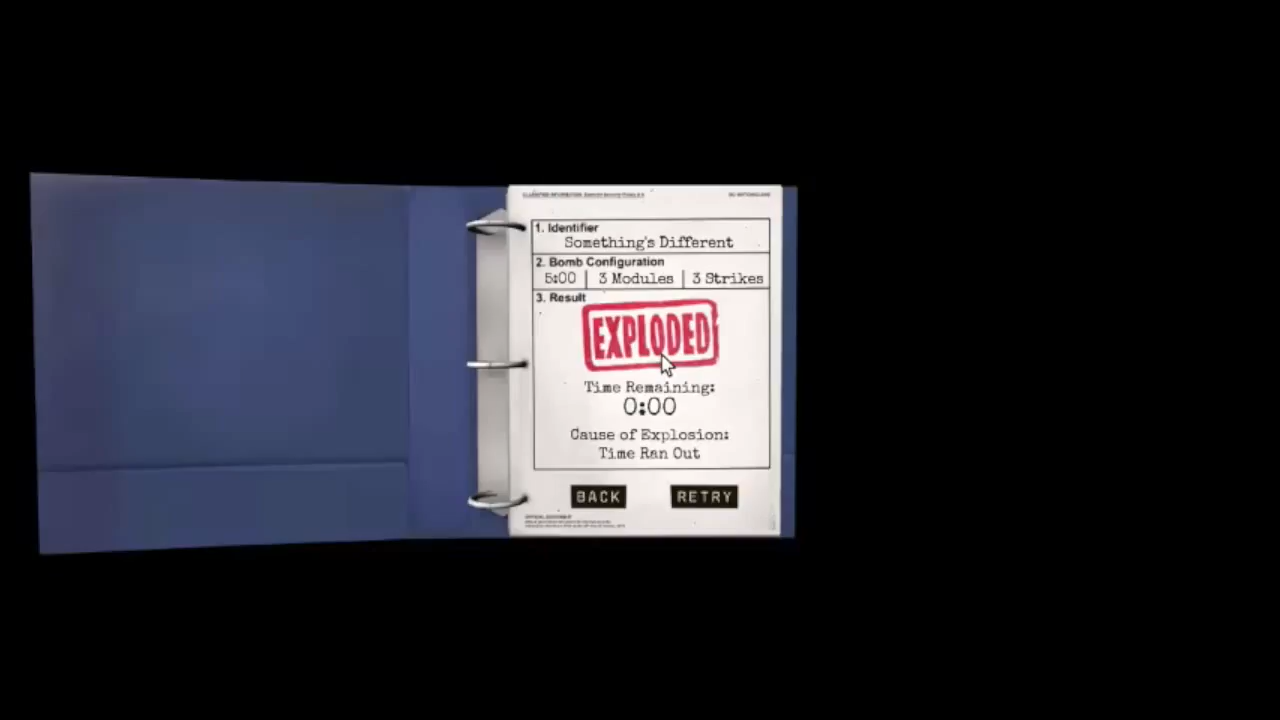 1. Identifier
Something's Different
2. Bomb Configuration
5:00 | 3 Modules | 3 Strikes
3. Result
EXPLODED
Time Remaining:
0:00
Cause of Explosion:
Time Ran Out
BACK RETRY